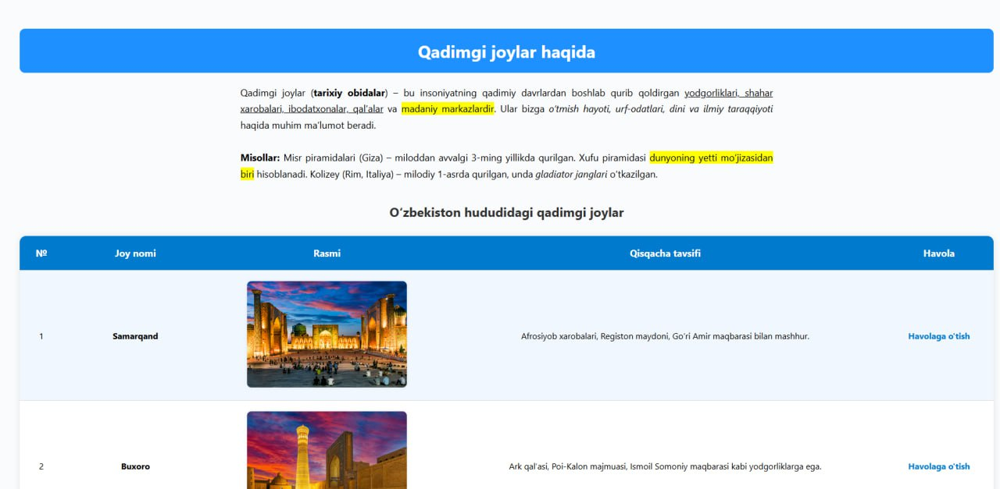 Qadimgi joylar haqida
Qadimgi joylar (tarixiy obidalar) – bu insoniyatning qadimiy davrlardan boshlab qurib qoldirgan yodgorliklari, shahar
xarobalari, ibodatxonalar, qal’alar va madaniy markazlardir. Ular bizga o‘tmish hayoti, urf-odatlari, dini va ilmiy taraqqiyoti
haqida muhim ma’lumot beradi.
Misollar: Misr piramidalari (Giza) – miloddan avvalgi 3-ming yillikda qurilgan. Xufu piramidasi dunyoning yetti mo‘jizasidan
biri hisoblanadi. Kolizey (Rim, Italiya) – milodiy 1-asrda qurilgan, unda gladiator janglari o‘tkazilgan.
O‘zbekiston hududidagi qadimgi joylar
№ Joy nomi Rasmi Qisqacha tavsifi Havola
1 Samarqand Afrosiyob xarobalari, Registon maydoni, Go‘ri Amir maqbarasi bilan mashhur. Havolaga o‘tish
2 Buxoro Ark qal’asi, Poi-Kalon majmuasi, Ismoil Somoniy maqbarasi kabi yodgorliklarga ega. Havolaga o‘tish